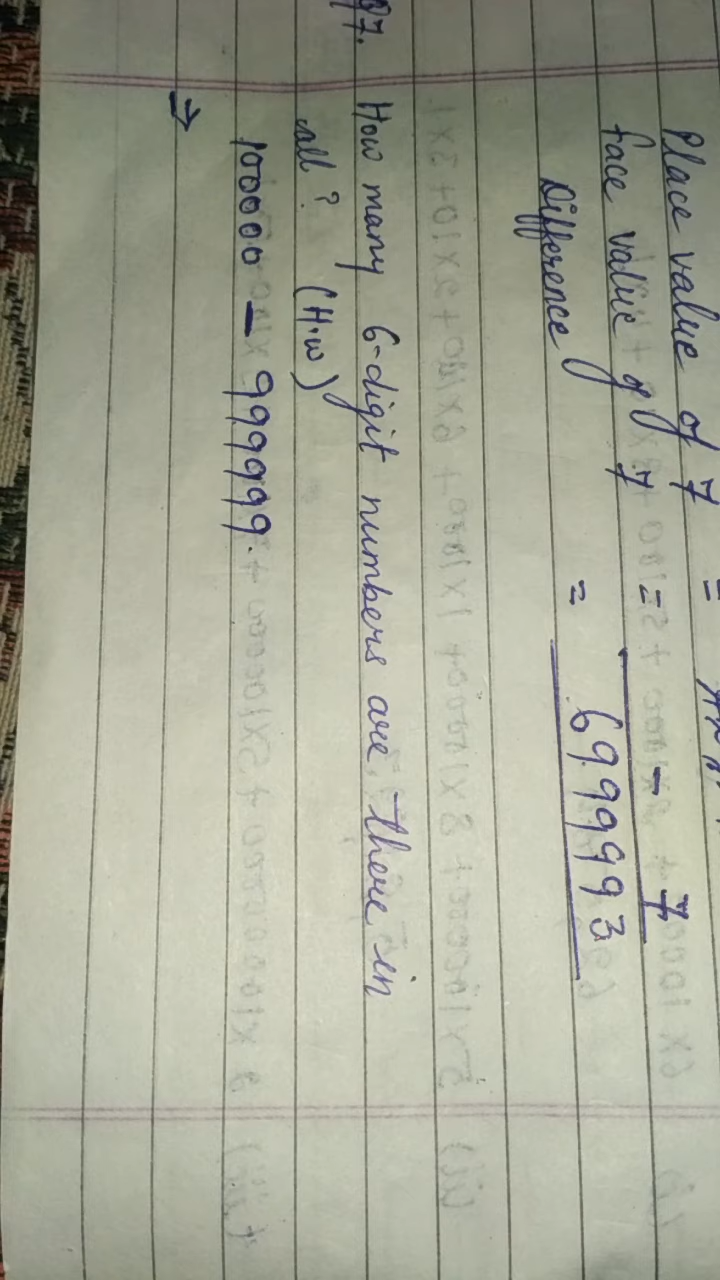 Place value of 7 =
face value of 7 = - 7
Difference = 6999993
Q7. How many 6-digit numbers are there in
all? (H.w)
100000 — 999999.
→